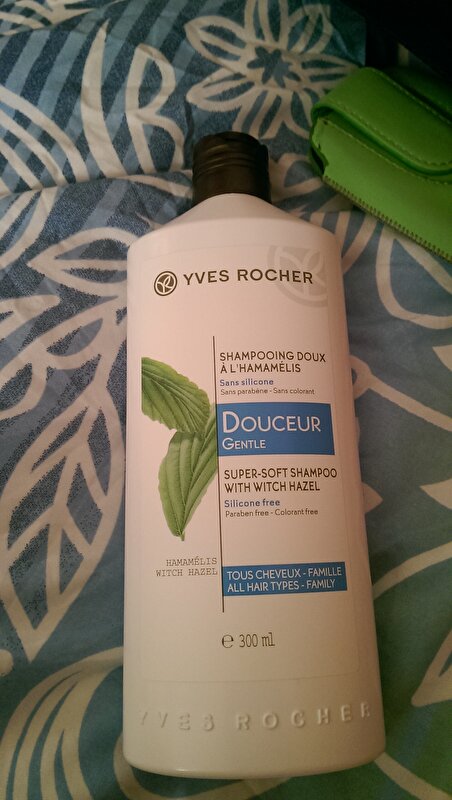 YVES ROCHER
SHAMPOOING DOUX
À L'HAMAMÉLIS
Sans silicone
Sans parabène - Sans colorant
DOUCEUR
GENTLE
SUPER-SOFT SHAMPOO
WITH WITCH HAZEL
Silicone free
Paraben free - Colorant free
HAMAMÉLIS
WITCH HAZEL
TOUS CHEVEUX - FAMILLE
ALL HAIR TYPES - FAMILY
℮ 300 ml
YVES ROCHER